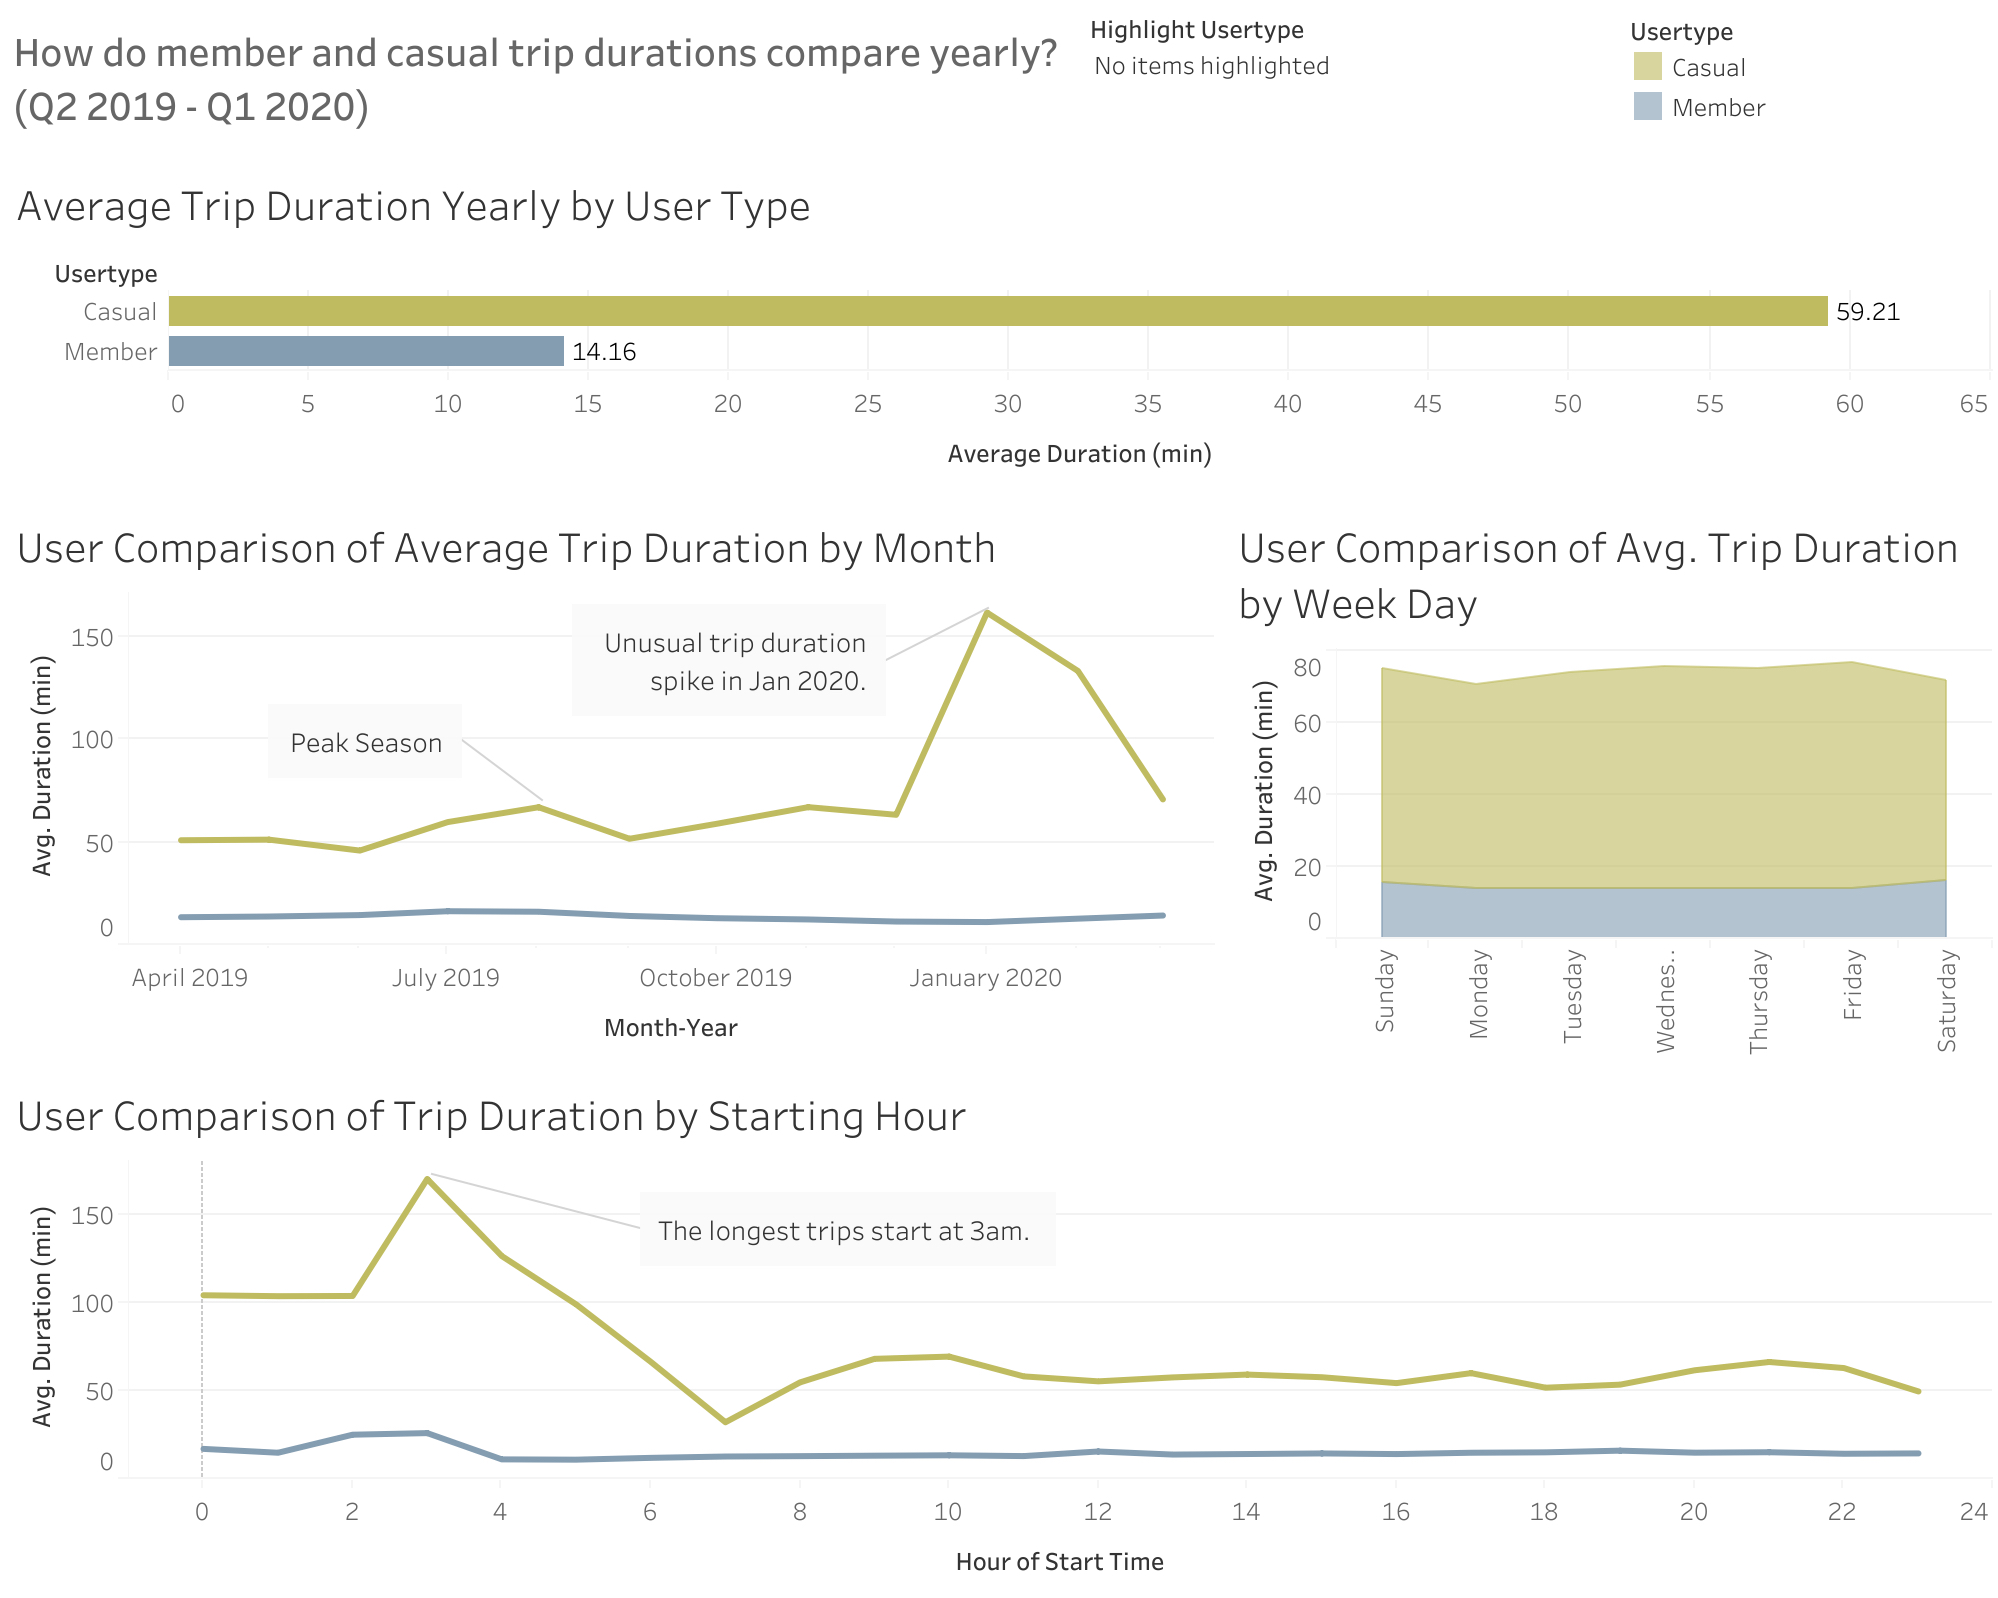 How do member and casual trip durations compare yearly?
(Q2 2019 - Q1 2020)
Highlight Usertype
No items highlighted
Usertype
Casual
Member
Average Trip Duration Yearly by User Type
Usertype
Casual
59.21
Member
14.16
0 5 10 15 20 25 30 35 40 45 50 55 60 65
Average Duration (min)
User Comparison of Average Trip Duration by Month
Avg. Duration (min)
150
100
50
0
Unusual trip duration
spike in Jan 2020.
Peak Season
April 2019 July 2019 October 2019 January 2020
Month-Year
User Comparison of Avg. Trip Duration
by Week Day
Avg. Duration (min)
80
60
40
20
0
Sunday
Monday
Tuesday
Wednes..
Thursday
Friday
Saturday
User Comparison of Trip Duration by Starting Hour
Avg. Duration (min)
150
100
50
0
The longest trips start at 3am.
0 2 4 6 8 10 12 14 16 18 20 22 24
Hour of Start Time